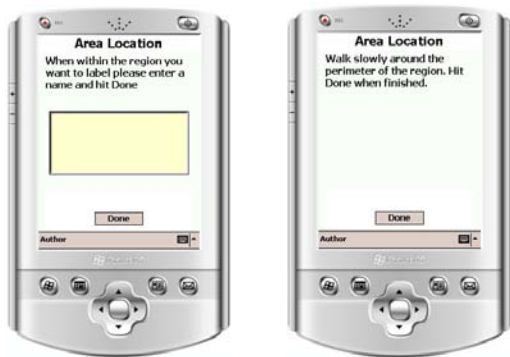 Area Location
When within the region you
want to label please enter a
name and hit Done
Done
Author
Area Location
Walk slowly around the
perimeter of the region. Hit
Done when finished.
Done
Author